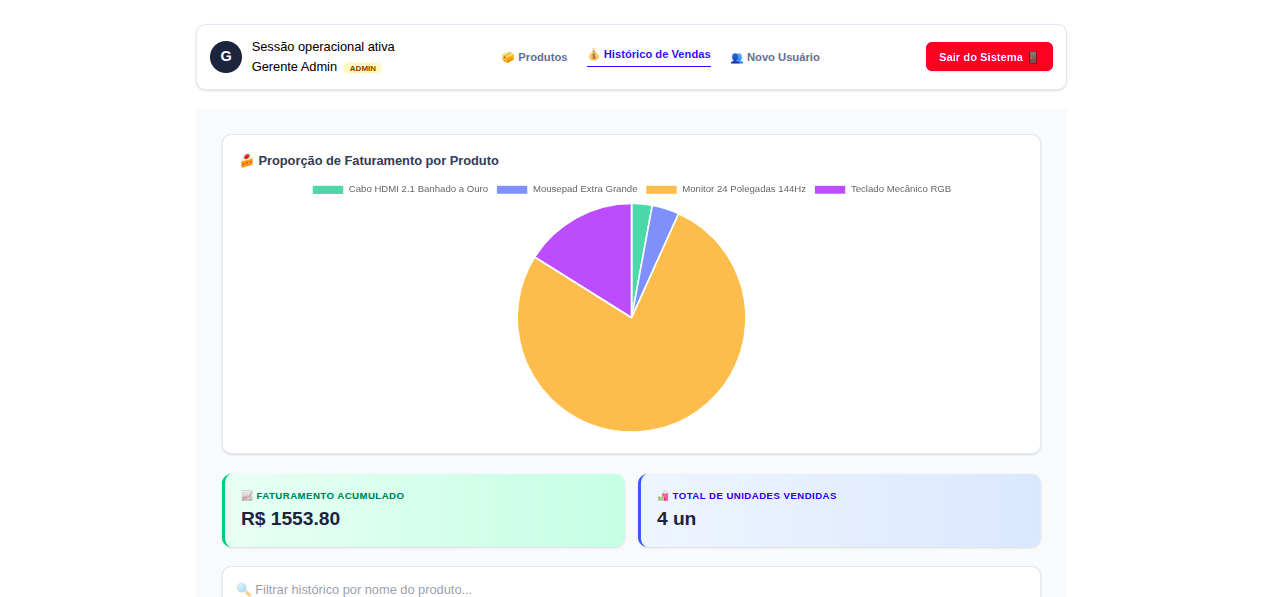 G
Sessão operacional ativa
Gerente Admin ADMIN
📦 Produtos
💰 Histórico de Vendas
👥 Novo Usuário
Sair do Sistema 🚪
🍰 Proporção de Faturamento por Produto
Cabo HDMI 2.1 Banhado a Ouro Mousepad Extra Grande Monitor 24 Polegadas 144Hz Teclado Mecânico RGB
📈 FATURAMENTO ACUMULADO
R$ 1553.80
🛍️ TOTAL DE UNIDADES VENDIDAS
4 un
🔍 Filtrar histórico por nome do produto...